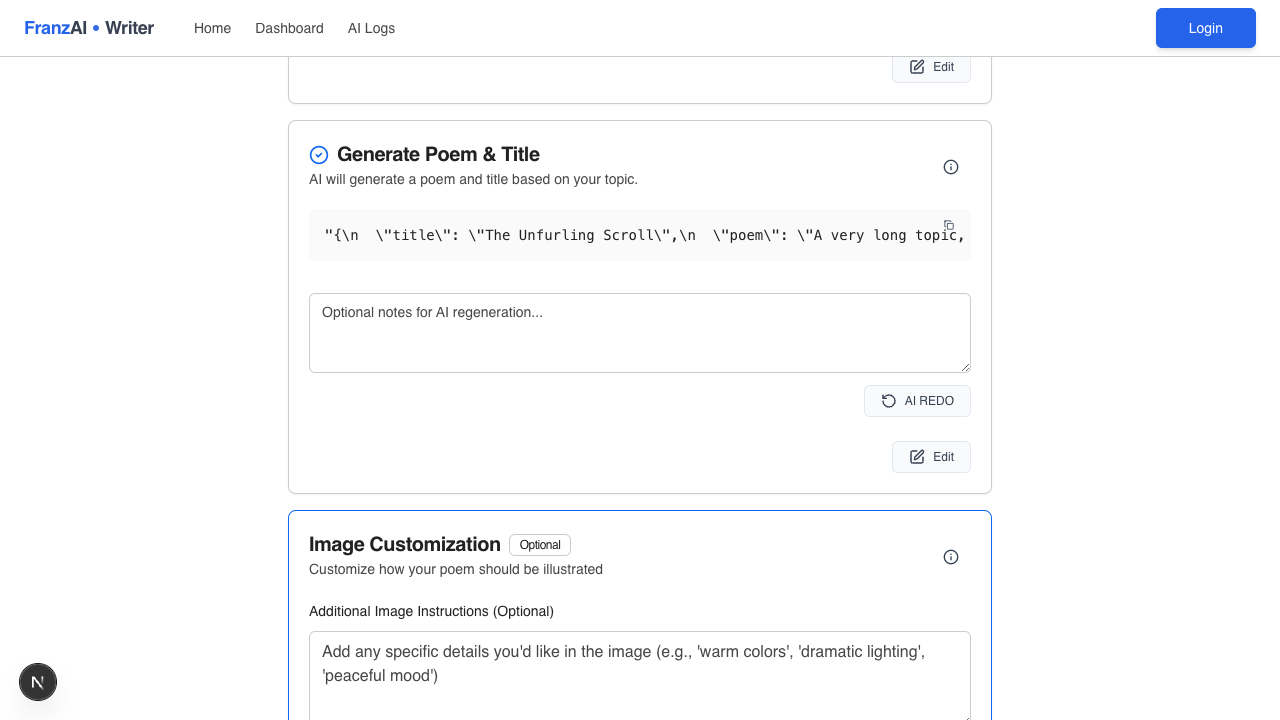 FranzAI • Writer
Home
Dashboard
AI Logs
Login
Edit
Generate Poem & Title
AI will generate a poem and title based on your topic.
"{\n  \"title\": \"The Unfurling Scroll\",\n  \"poem\": \"A very long topic,
Optional notes for AI regeneration...
AI REDO
Edit
Image Customization
Optional
Customize how your poem should be illustrated
Additional Image Instructions (Optional)
Add any specific details you'd like in the image (e.g., 'warm colors', 'dramatic lighting',
'peaceful mood')
N